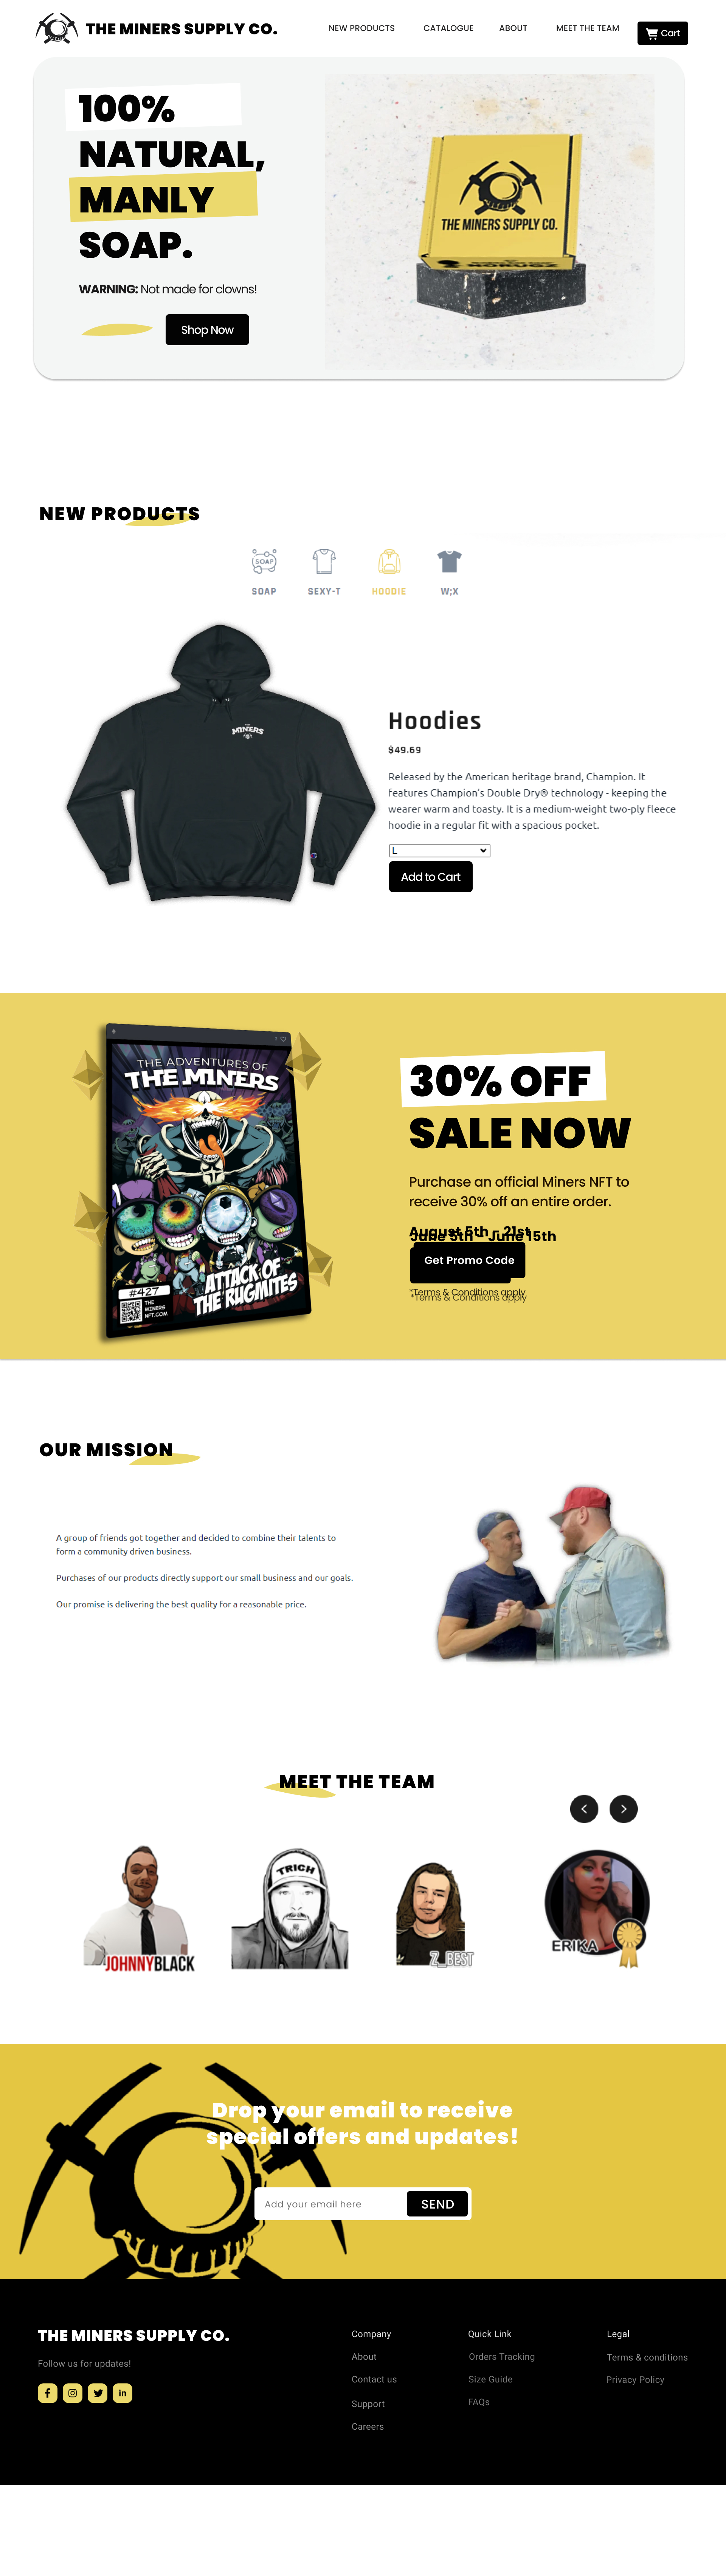 THE MINERS SUPPLY CO.
NEW PRODUCTS
CATALOGUE
ABOUT
MEET THE TEAM
Cart
100%
NATURAL,
MANLY
SOAP.
WARNING: Not made for clowns!
Shop Now
THE MINERS SUPPLY CO.
NEW PRODUCTS
SOAP
SOAP
SEXY-T
HOODIE
W;X
THE
MINERS
Hoodies
$49.69
Released by the American heritage brand, Champion. It
features Champion's Double Dry® technology - keeping the
wearer warm and toasty. It is a medium-weight two-ply fleece
hoodie in a regular fit with a spacious pocket.
L
Add to Cart
THE ADVENTURES OF
THE MINERS
ATTACK OF
THE RUGMITES
#427
THE
MINERS
NFT.COM
30% OFF
SALE NOW
Purchase an official Miners NFT to
receive 30% off an entire order.
August 5th - 21st
June 5th - June 15th
Get Promo Code
*Terms & Conditions apply
*Terms & Conditions apply
OUR MISSION
A group of friends got together and decided to combine their talents to
form a community driven business.
Purchases of our products directly support our small business and our goals.
Our promise is delivering the best quality for a reasonable price.
MEET THE TEAM
JOHNNYBLACK
TRICH
Z_BEST
ERIKA
Drop your email to receive
special offers and updates!
Add your email here
SEND
THE MINERS SUPPLY CO.
Follow us for updates!
in
Company
About
Contact us
Support
Careers
Quick Link
Orders Tracking
Size Guide
FAQs
Legal
Terms & conditions
Privacy Policy